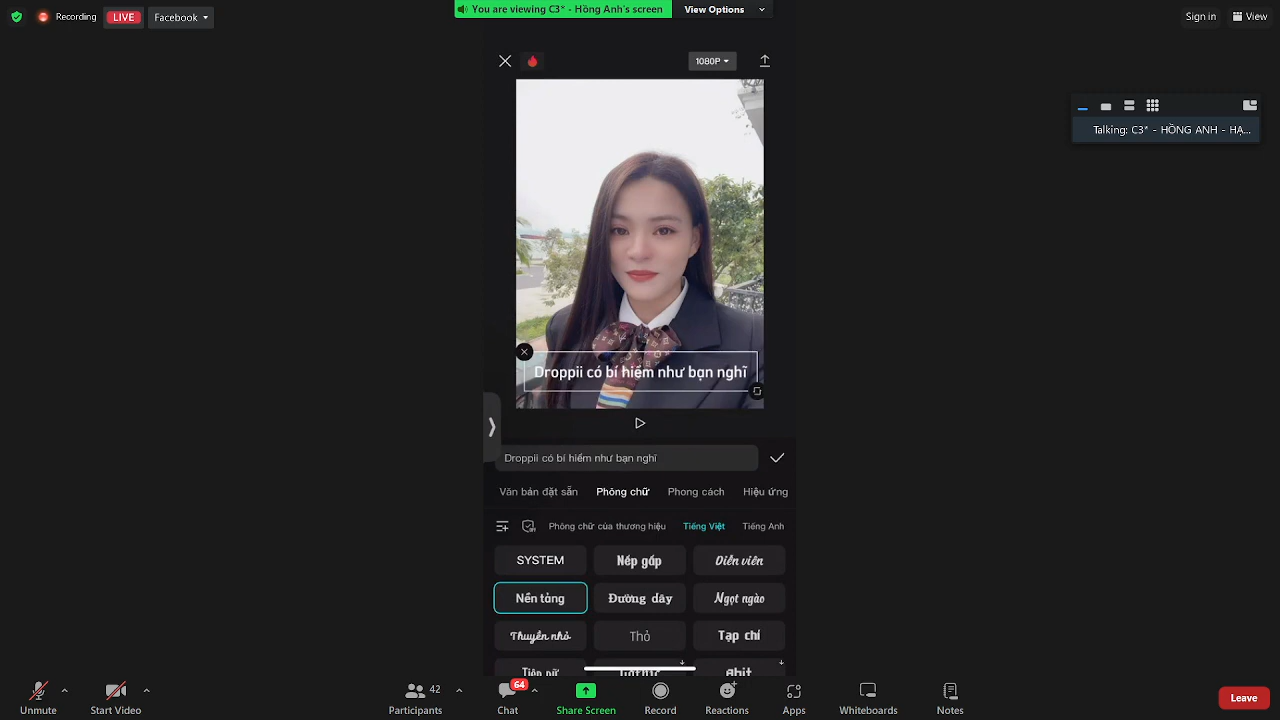 Recording
LIVE
Facebook
You are viewing C3* - Hồng Anh's screen
View Options
Sign in
View
1080P
Talking: C3* - HỒNG ANH - HẠ...
Droppii có bí hiểm như bạn nghĩ
Droppii có bí hiểm như bạn nghĩ
Văn bản đặt sẵn Phông chữ Phong cách Hiệu ứng
Phông chữ của thương hiệu Tiếng Việt Tiếng Anh
SYSTEM Nếp gấp Diễn viên
Nền tảng Đường dây Ngọt ngào
Thuyền nhỏ Thỏ Tạp chí
Unmute
Start Video
42
Participants
64
Chat
Share Screen
Record
Reactions
Apps
Whiteboards
Notes
Leave